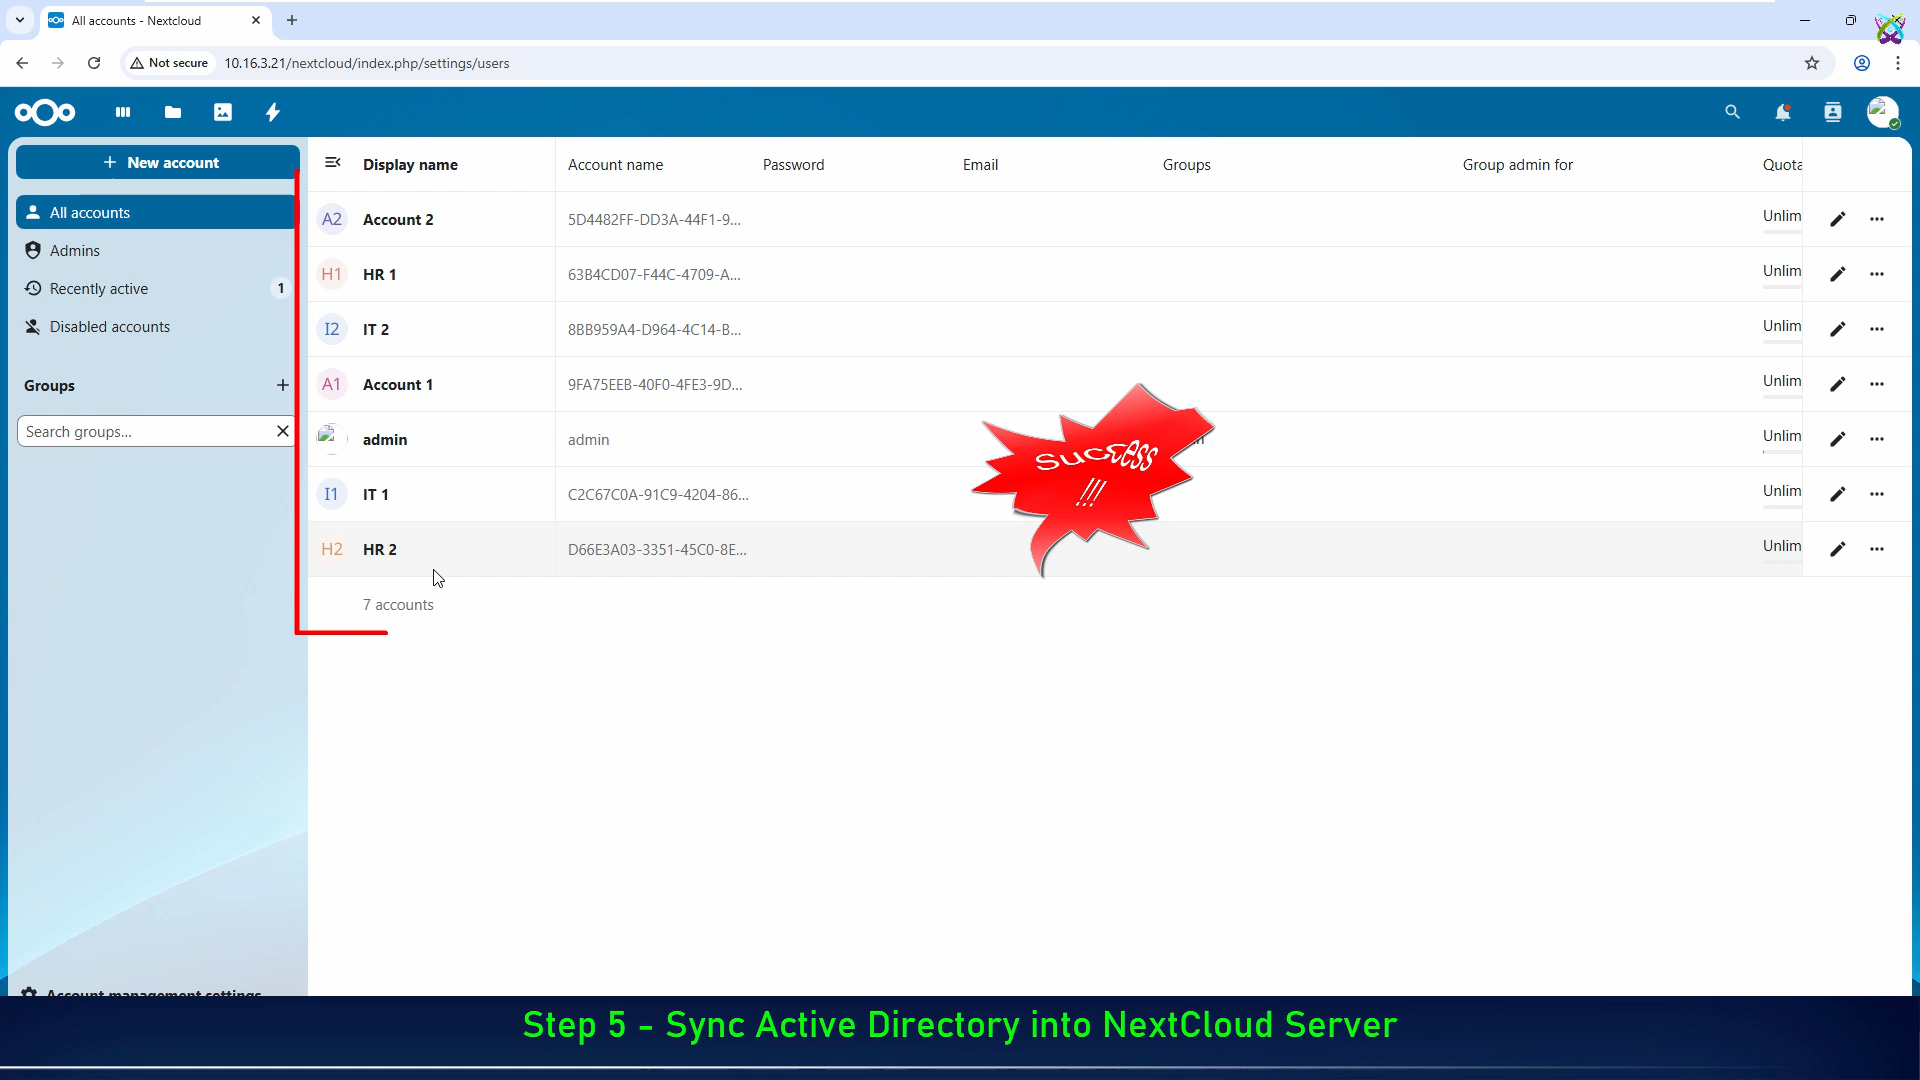 All accounts - Nextcloud
Not secure
10.16.3.21/nextcloud/index.php/settings/users
New account
All accounts
Admins
Recently active
1
Disabled accounts
Groups
Search groups...
Display name
Account name
Password
Email
Groups
Group admin for
Quota
A2
Account 2
5D4482FF-DD3A-44F1-9...
Unlim
H1
HR 1
63B4CD07-F44C-4709-A...
Unlim
I2
IT 2
8BB959A4-D964-4C14-B...
Unlim
A1
Account 1
9FA75EEB-40F0-4FE3-9D...
Unlim
admin
admin
Unlim
I1
IT 1
C2C67C0A-91C9-4204-86...
Unlim
H2
HR 2
D66E3A03-3351-45C0-8E...
Unlim
7 accounts
Success
!!!
Account management settings
Step 5 - Sync Active Directory into NextCloud Server